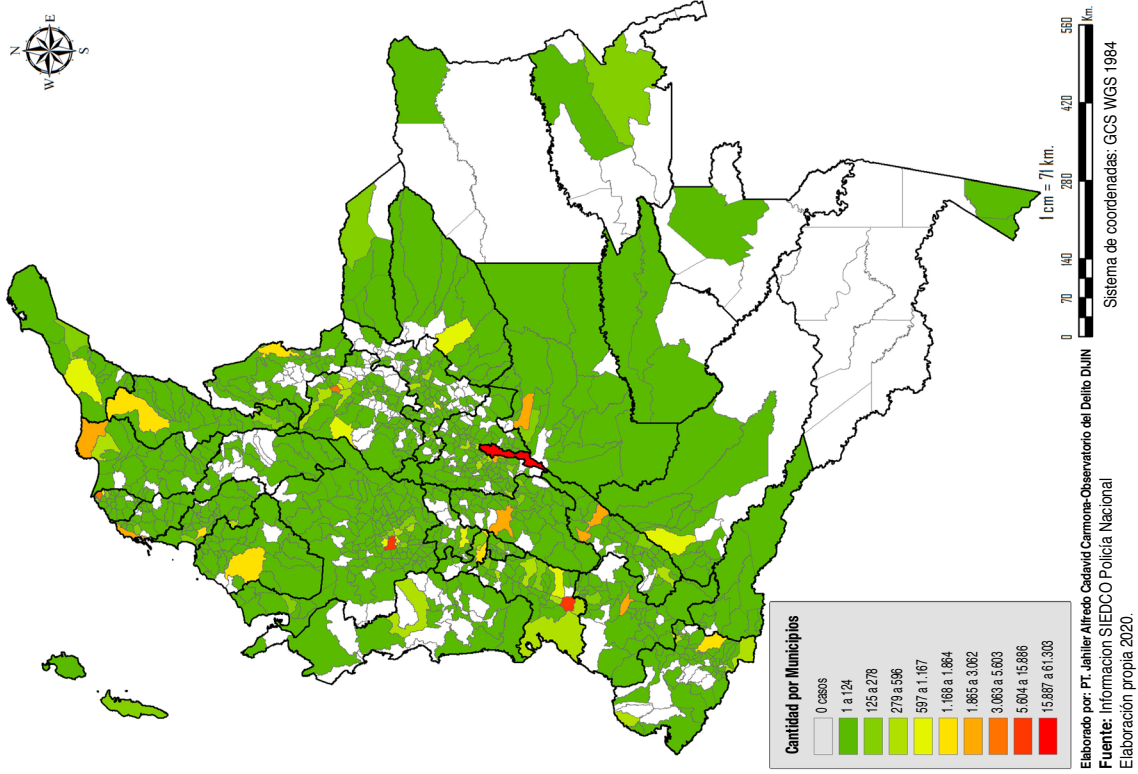 N
W E
S
Cantidad por Municipios
0 casos
1 a 124
125 a 278
279 a 596
597 a 1.167
1.168 a 1.864
1.865 a 3.062
3.063 a 5.603
5.604 a 15.886
15.887 a 61.303
1 cm = 71 km.
0 70 140 280 420 560
Km.
Sistema de coordenadas: GCS WGS 1984
Elaborado por: PT. Jahiler Alfredo Cadavid Carmona-Observatorio del Delito DIJIN
Fuente: Informacion SIEDCO Policía Nacional
Elaboración propia 2020.